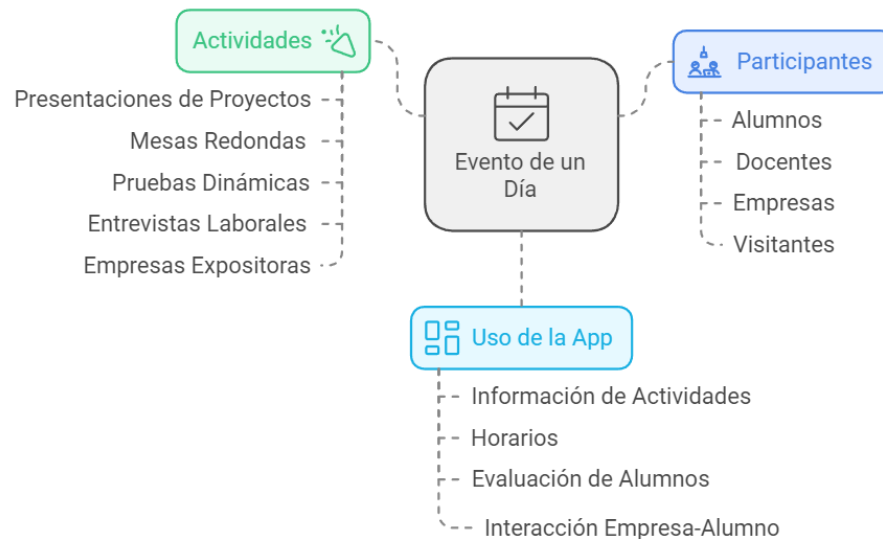 Actividades
Presentaciones de Proyectos
Mesas Redondas
Pruebas Dinámicas
Entrevistas Laborales
Empresas Expositoras
Evento de un
Día
Participantes
Alumnos
Docentes
Empresas
Visitantes
Uso de la App
Información de Actividades
Horarios
Evaluación de Alumnos
Interacción Empresa-Alumno